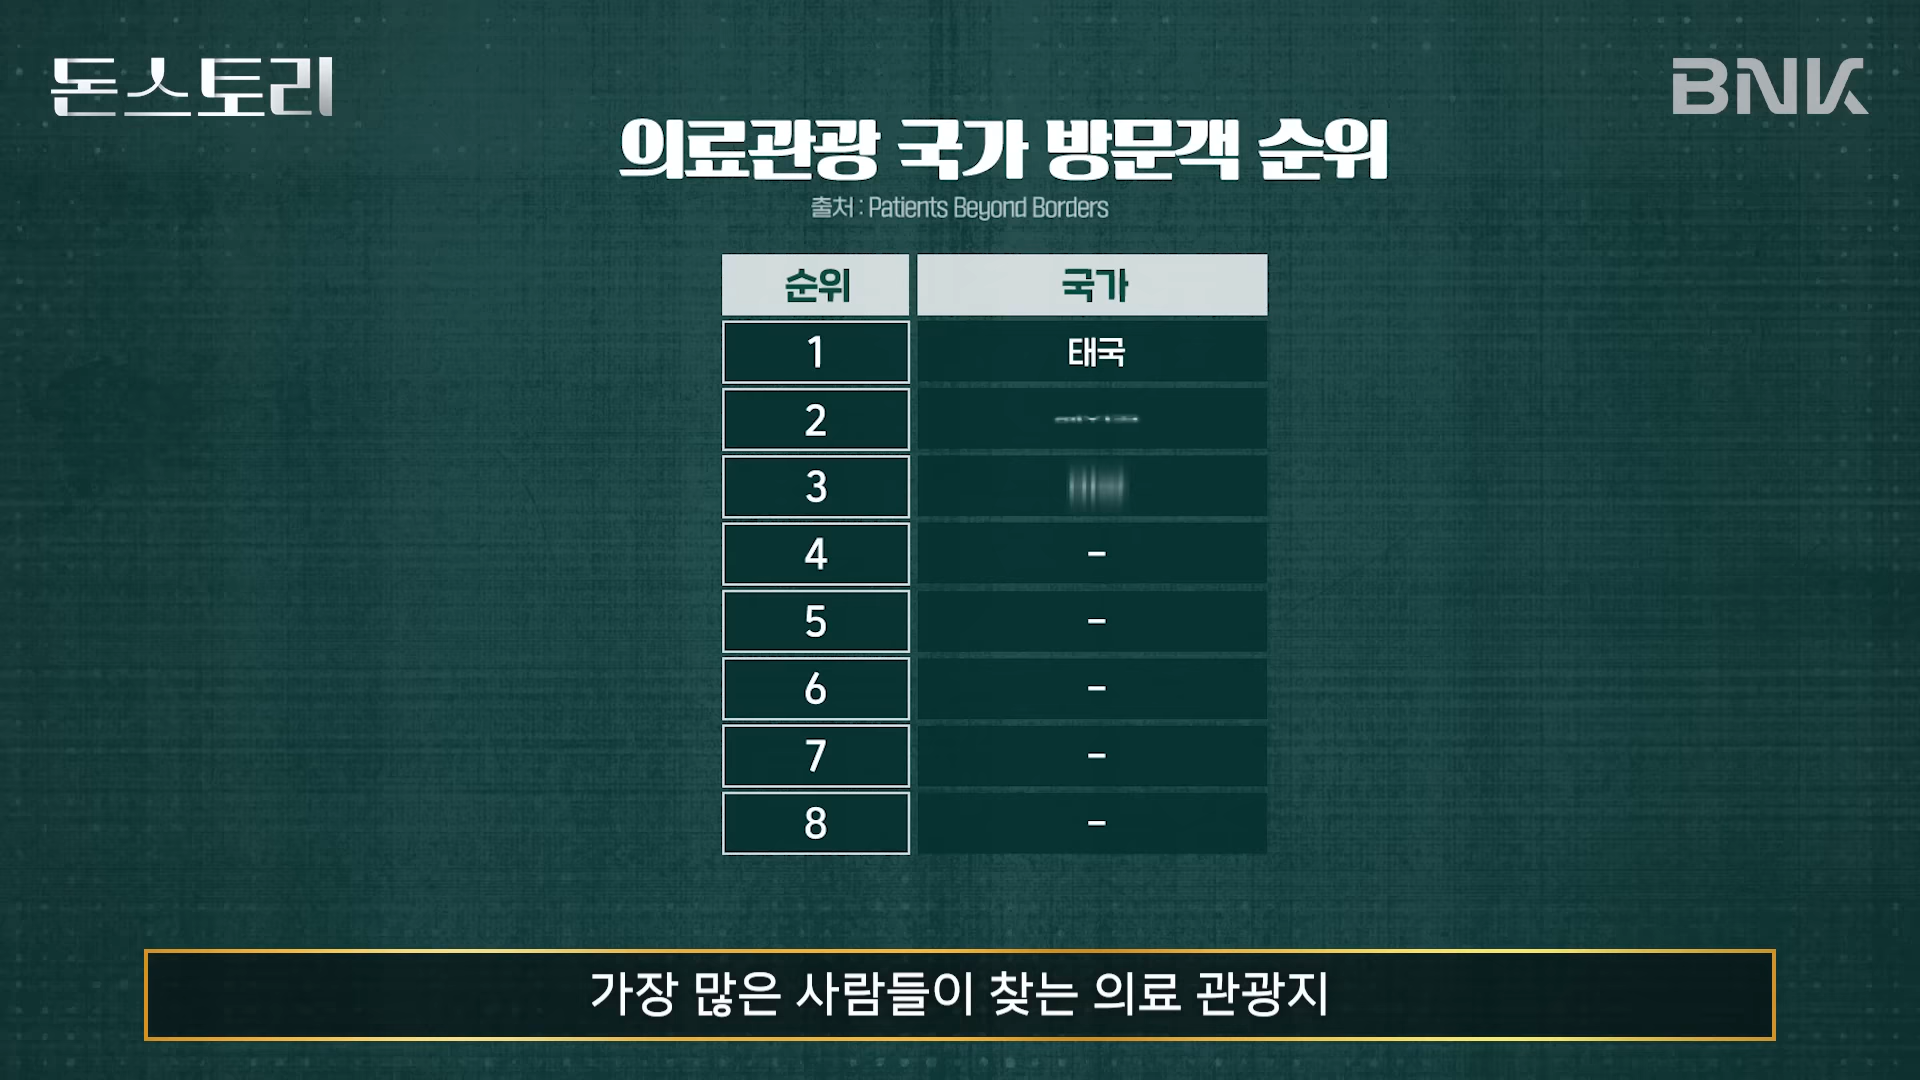 돈스토리
BNK
의료관광 국가 방문객 순위
출처 : Patients Beyond Borders
순위 국가
1 태국
2
3
4 -
5 -
6 -
7 -
8 -
가장 많은 사람들이 찾는 의료 관광지